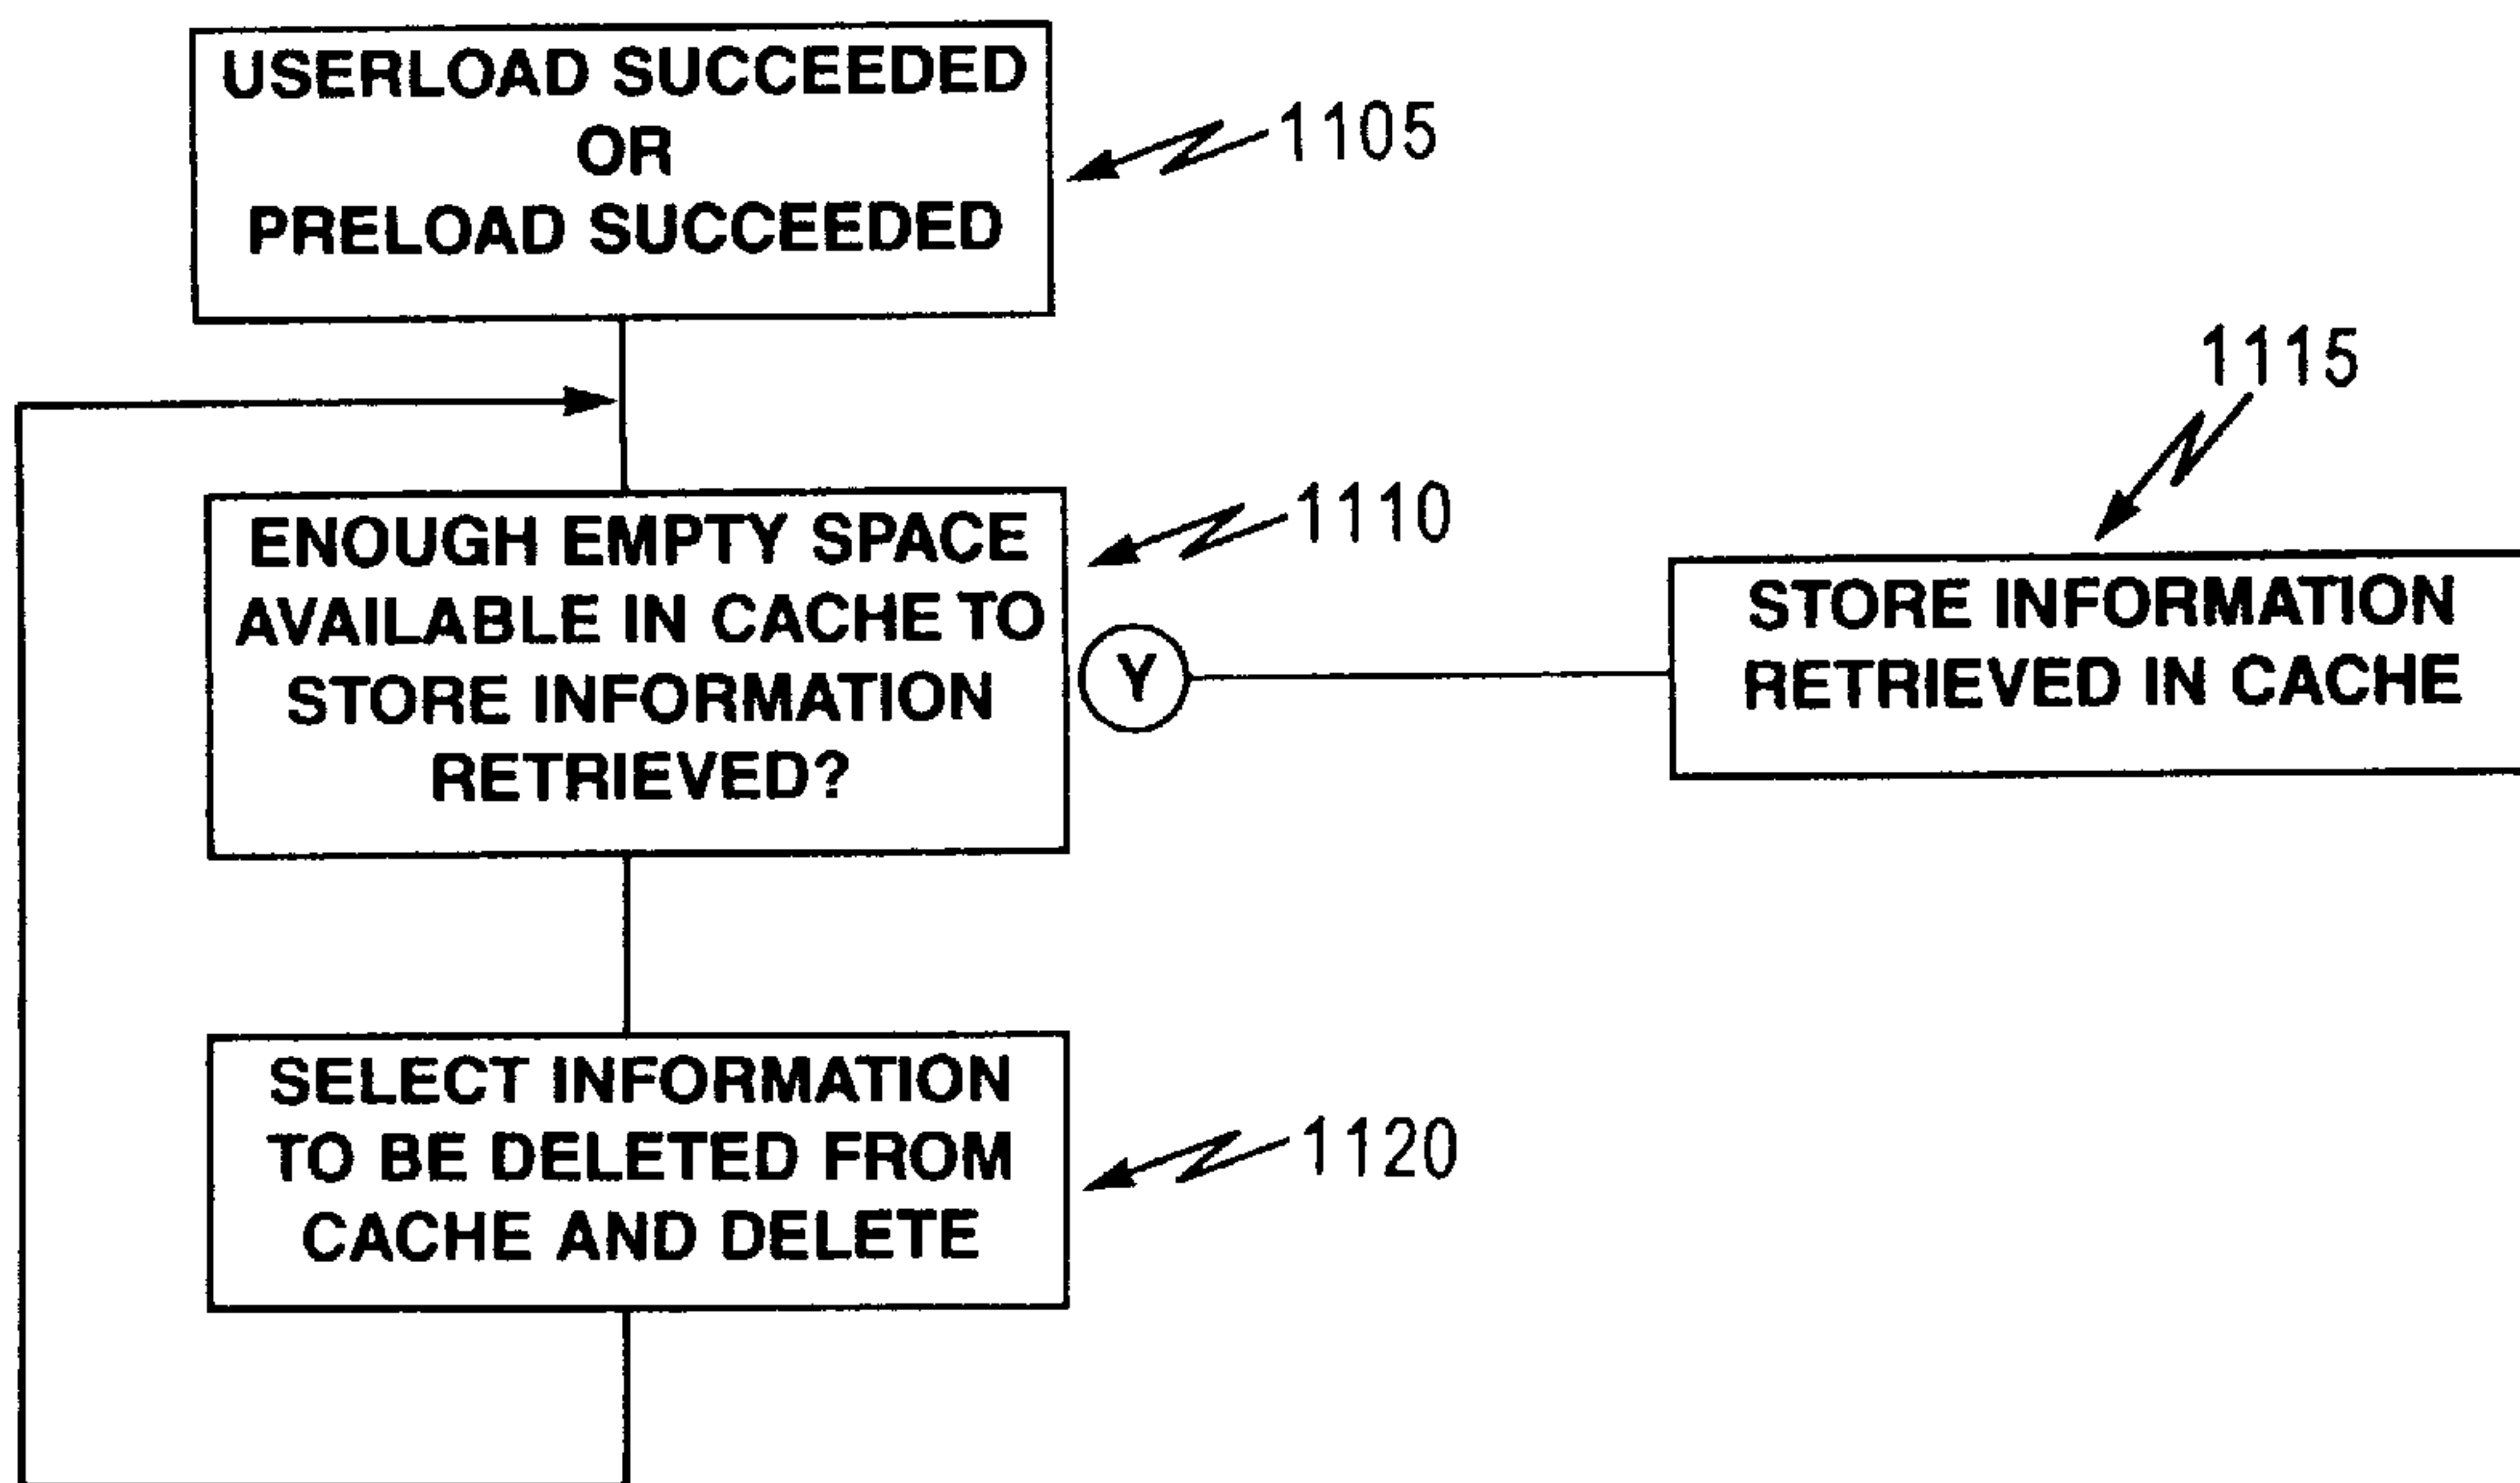 USERLOAD SUCCEEDED
OR
PRELOAD SUCCEEDED
1105
1115
ENOUGH EMPTY SPACE
AVAILABLE IN CACHE TO
STORE INFORMATION
RETRIEVED?
1110
Y
STORE INFORMATION
RETRIEVED IN CACHE
SELECT INFORMATION
TO BE DELETED FROM
CACHE AND DELETE
1120